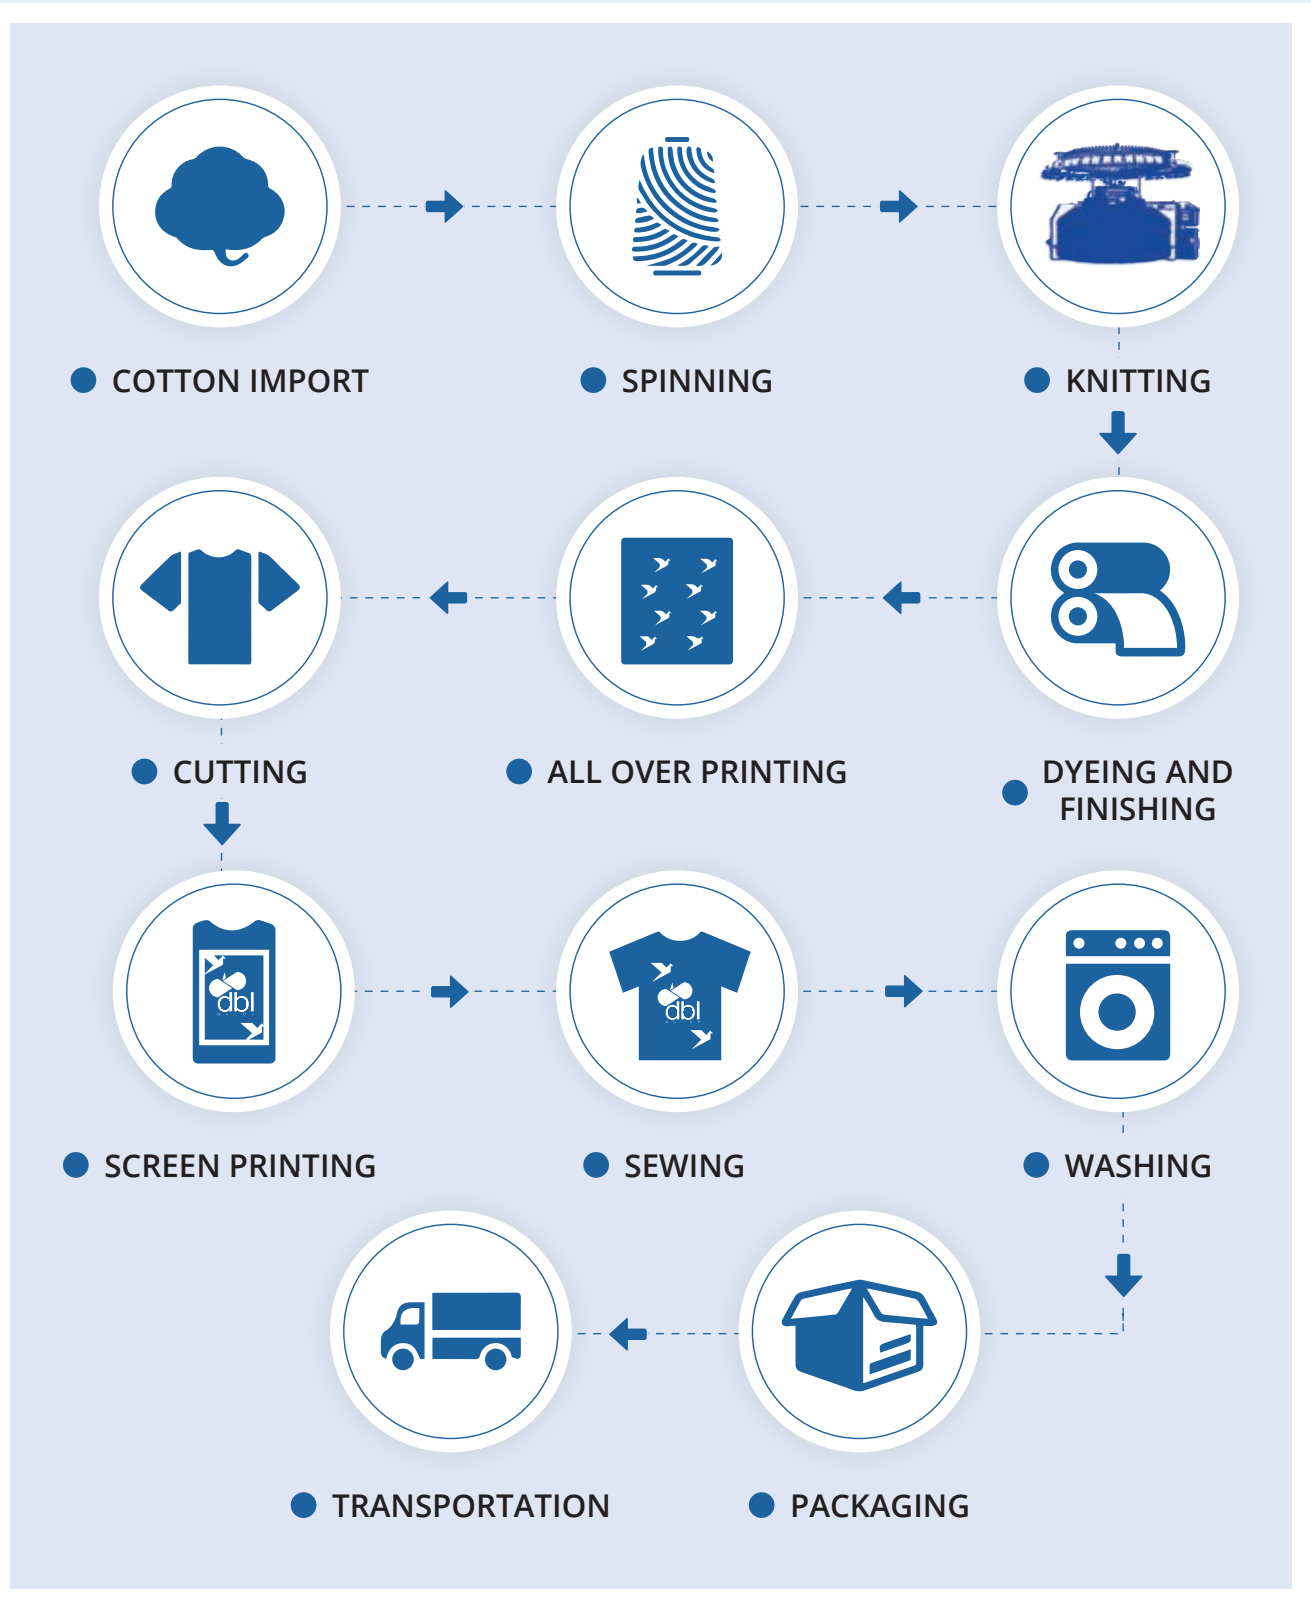 COTTON IMPORT
SPINNING
KNITTING
CUTTING
ALL OVER PRINTING
DYEING AND
FINISHING
dbl
dbl
SCREEN PRINTING
SEWING
WASHING
TRANSPORTATION
PACKAGING